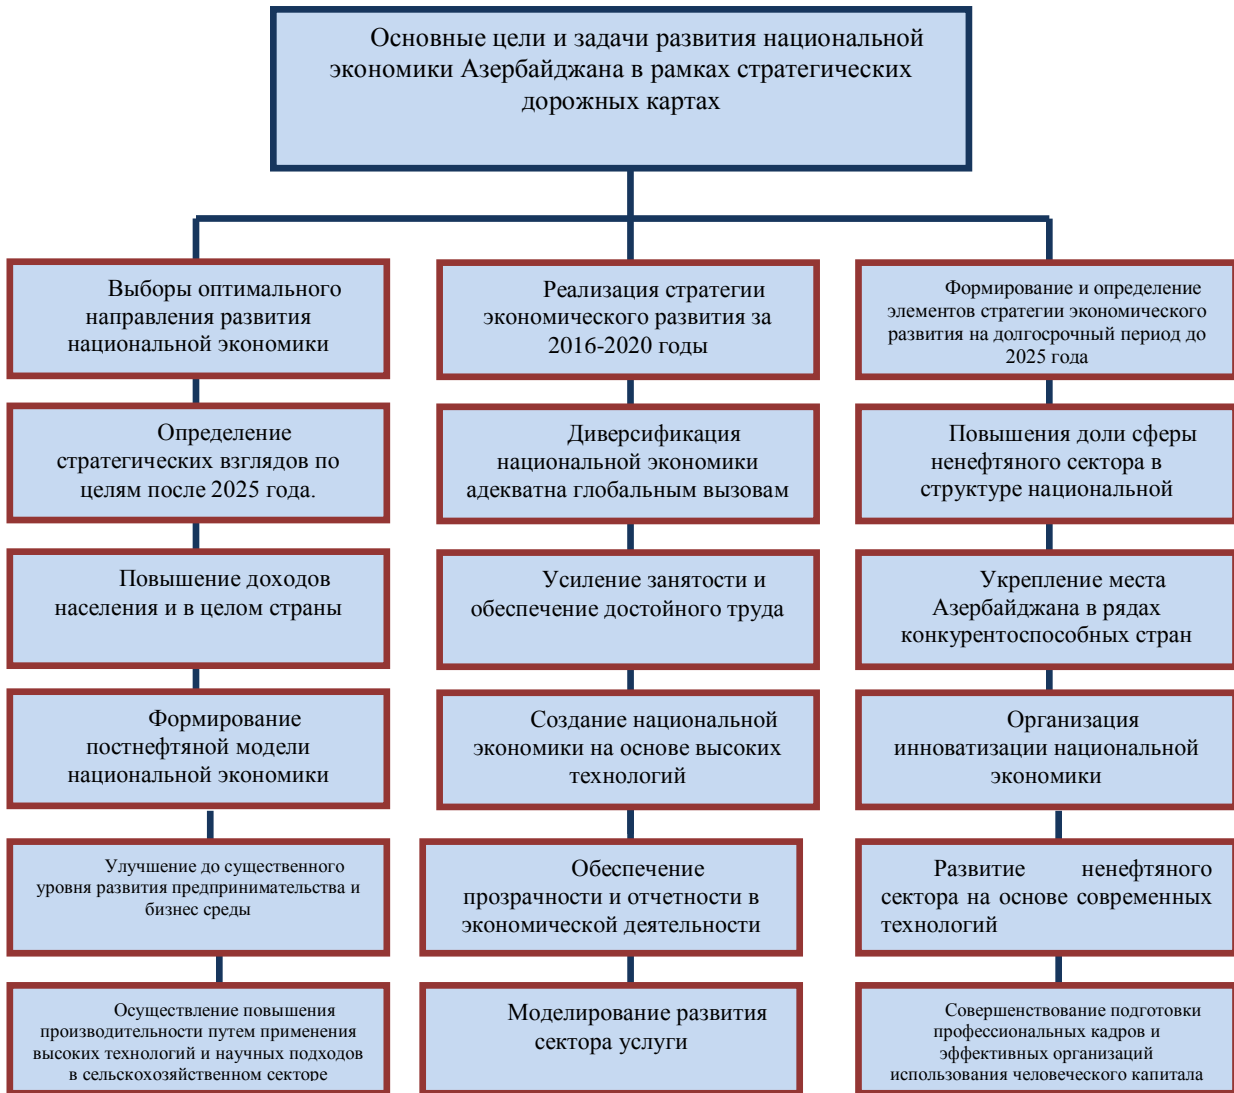 Основные цели и задачи развития национальной
экономики Азербайджана в рамках стратегических
дорожных картах
Выборы оптимального
направления развития
национальной экономики
Реализация стратегии
экономического развития за
2016-2020 годы
Формирование и определение
элементов стратегии экономического
развития на долгосрочный период до
2025 года
Определение
стратегических взглядов по
целям после 2025 года.
Диверсификация
национальной экономики
адекватна глобальным вызовам
Повышения доли сферы
ненефтяного сектора в
структуре национальной
Повышение доходов
населения и в целом страны
Усиление занятости и
обеспечение достойного труда
Укрепление места
Азербайджана в рядах
конкурентоспособных стран
Формирование
постнефтяной модели
национальной экономики
Создание национальной
экономики на основе высоких
технологий
Организация
инноватизации национальной
экономики
Улучшение до существенного
уровня развития предпринимательства и
бизнес среды
Обеспечение
прозрачности и отчетности в
экономической деятельности
Развитие ненефтяного
сектора на основе современных
технологий
Осуществление повышения
производительности путем применения
высоких технологий и научных подходов
в сельскохозяйственном секторе
Моделирование развития
сектора услуги
Совершенствование подготовки
профессиональных кадров и
эффективных организаций
использования человеческого капитала